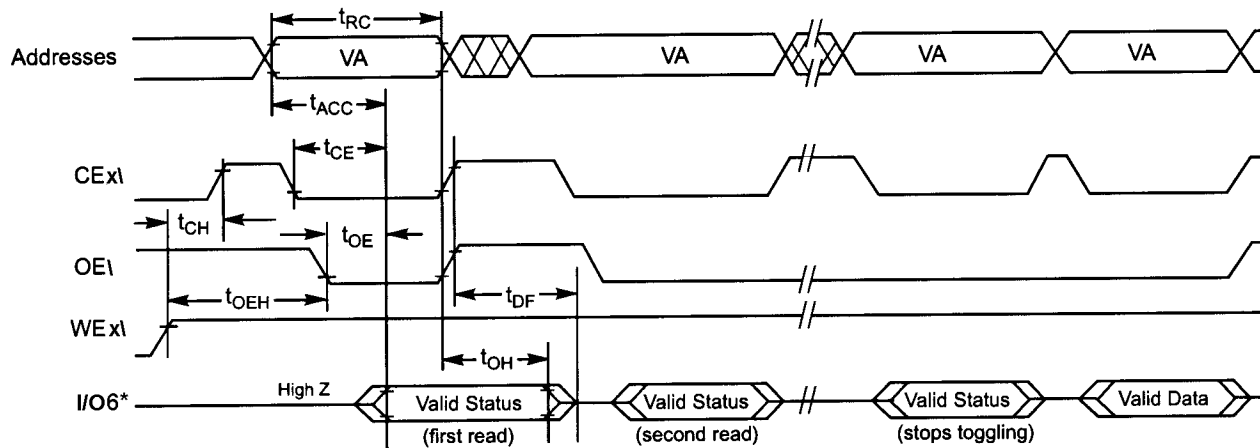 tRC
Addresses VA VA VA VA
tACC
tCE
CEx\
tCH
tOE
OE\
tOEH tDF
WEx\
tOH
I/O6* High Z Valid Status Valid Status Valid Status Valid Data
(first read) (second read) (stops toggling)